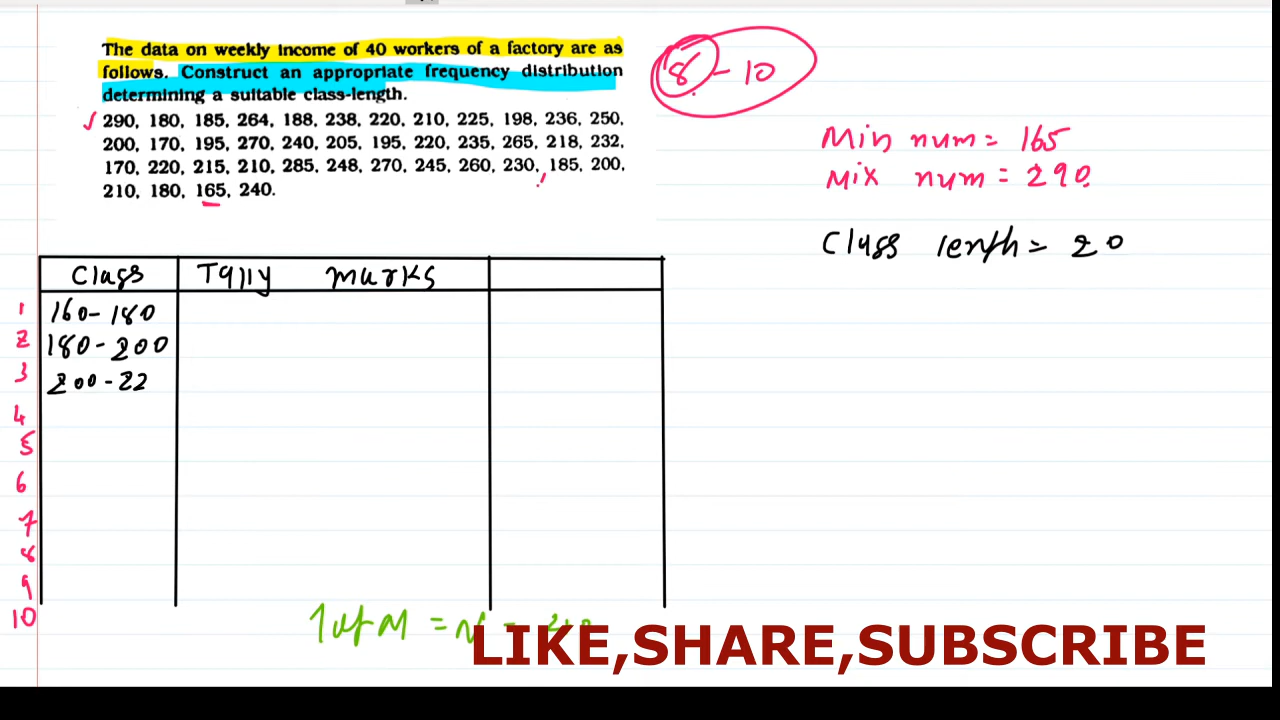 The data on weekly income of 40 workers of a factory are as
follows. Construct an appropriate frequency distribution
determining a suitable class-length.
290, 180, 185, 264, 188, 238, 220, 210, 225, 198, 236, 250,
200, 170, 195, 270, 240, 205, 195, 220, 235, 265, 218, 232,
170, 220, 215, 210, 285, 248, 270, 245, 260, 230, 185, 200,
210, 180, 165, 240.
8-10
Min num = 165
Mix num = 290
Class lenth = 20
Class Tally marks
1 160-180
2 180-200
3 200-22
4
5
6
7
8
9
10
= N =
LIKE,SHARE,SUBSCRIBE